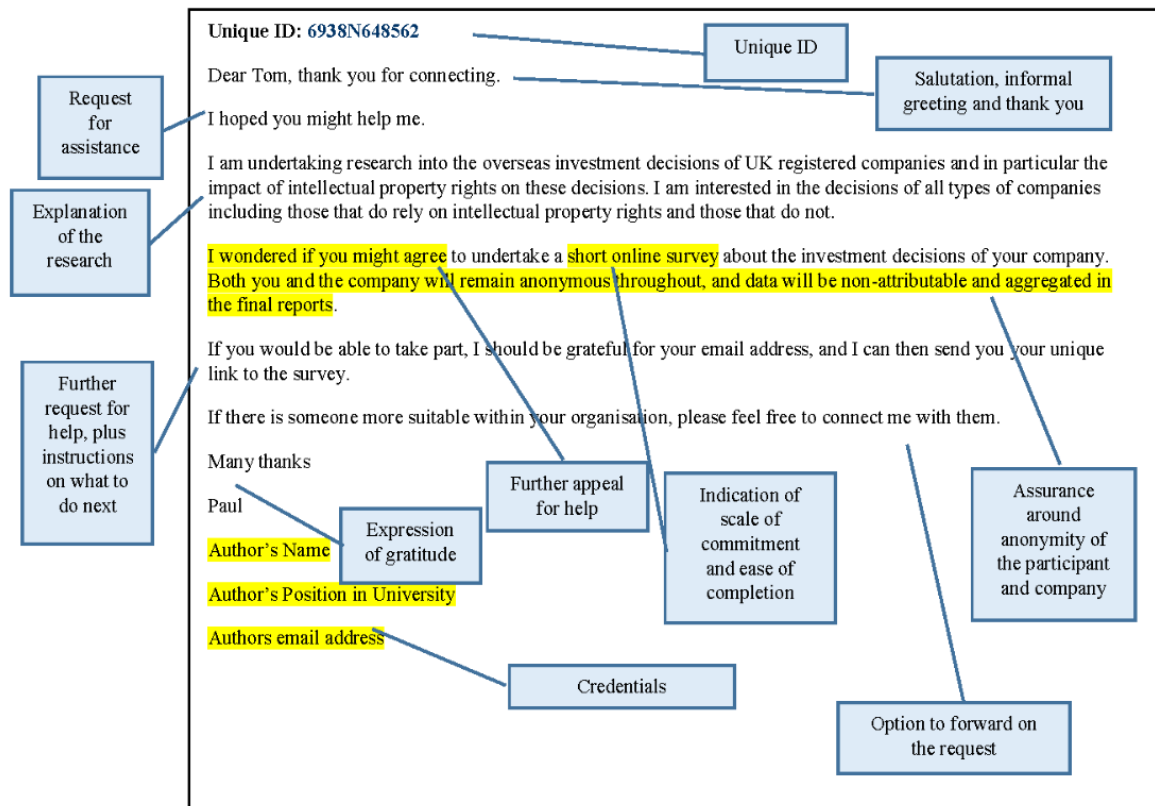 Unique ID: 6938N648562
Unique ID
Dear Tom, thank you for connecting.
Salutation, informal
greeting and thank you
Request
for
assistance
I hoped you might help me.
I am undertaking research into the overseas investment decisions of UK registered companies and in particular the
impact of intellectual property rights on these decisions. I am interested in the decisions of all types of companies
including those that do rely on intellectual property rights and those that do not.
Explanation
of the
research
I wondered if you might agree to undertake a short online survey about the investment decisions of your company.
Both you and the company will remain anonymous throughout, and data will be non-attributable and aggregated in
the final reports.
If you would be able to take part, I should be grateful for your email address, and I can then send you your unique
link to the survey.
Further
request for
help, plus
instructions
on what to
do next
If there is someone more suitable within your organisation, please feel free to connect me with them.
Many thanks
Paul
Further appeal
for help
Indication of
scale of
commitment
and ease of
completion
Assurance
around
anonymity of
the participant
and company
Expression
of gratitude
Author's Name
Author's Position in University
Authors email address
Credentials
Option to forward on
the request